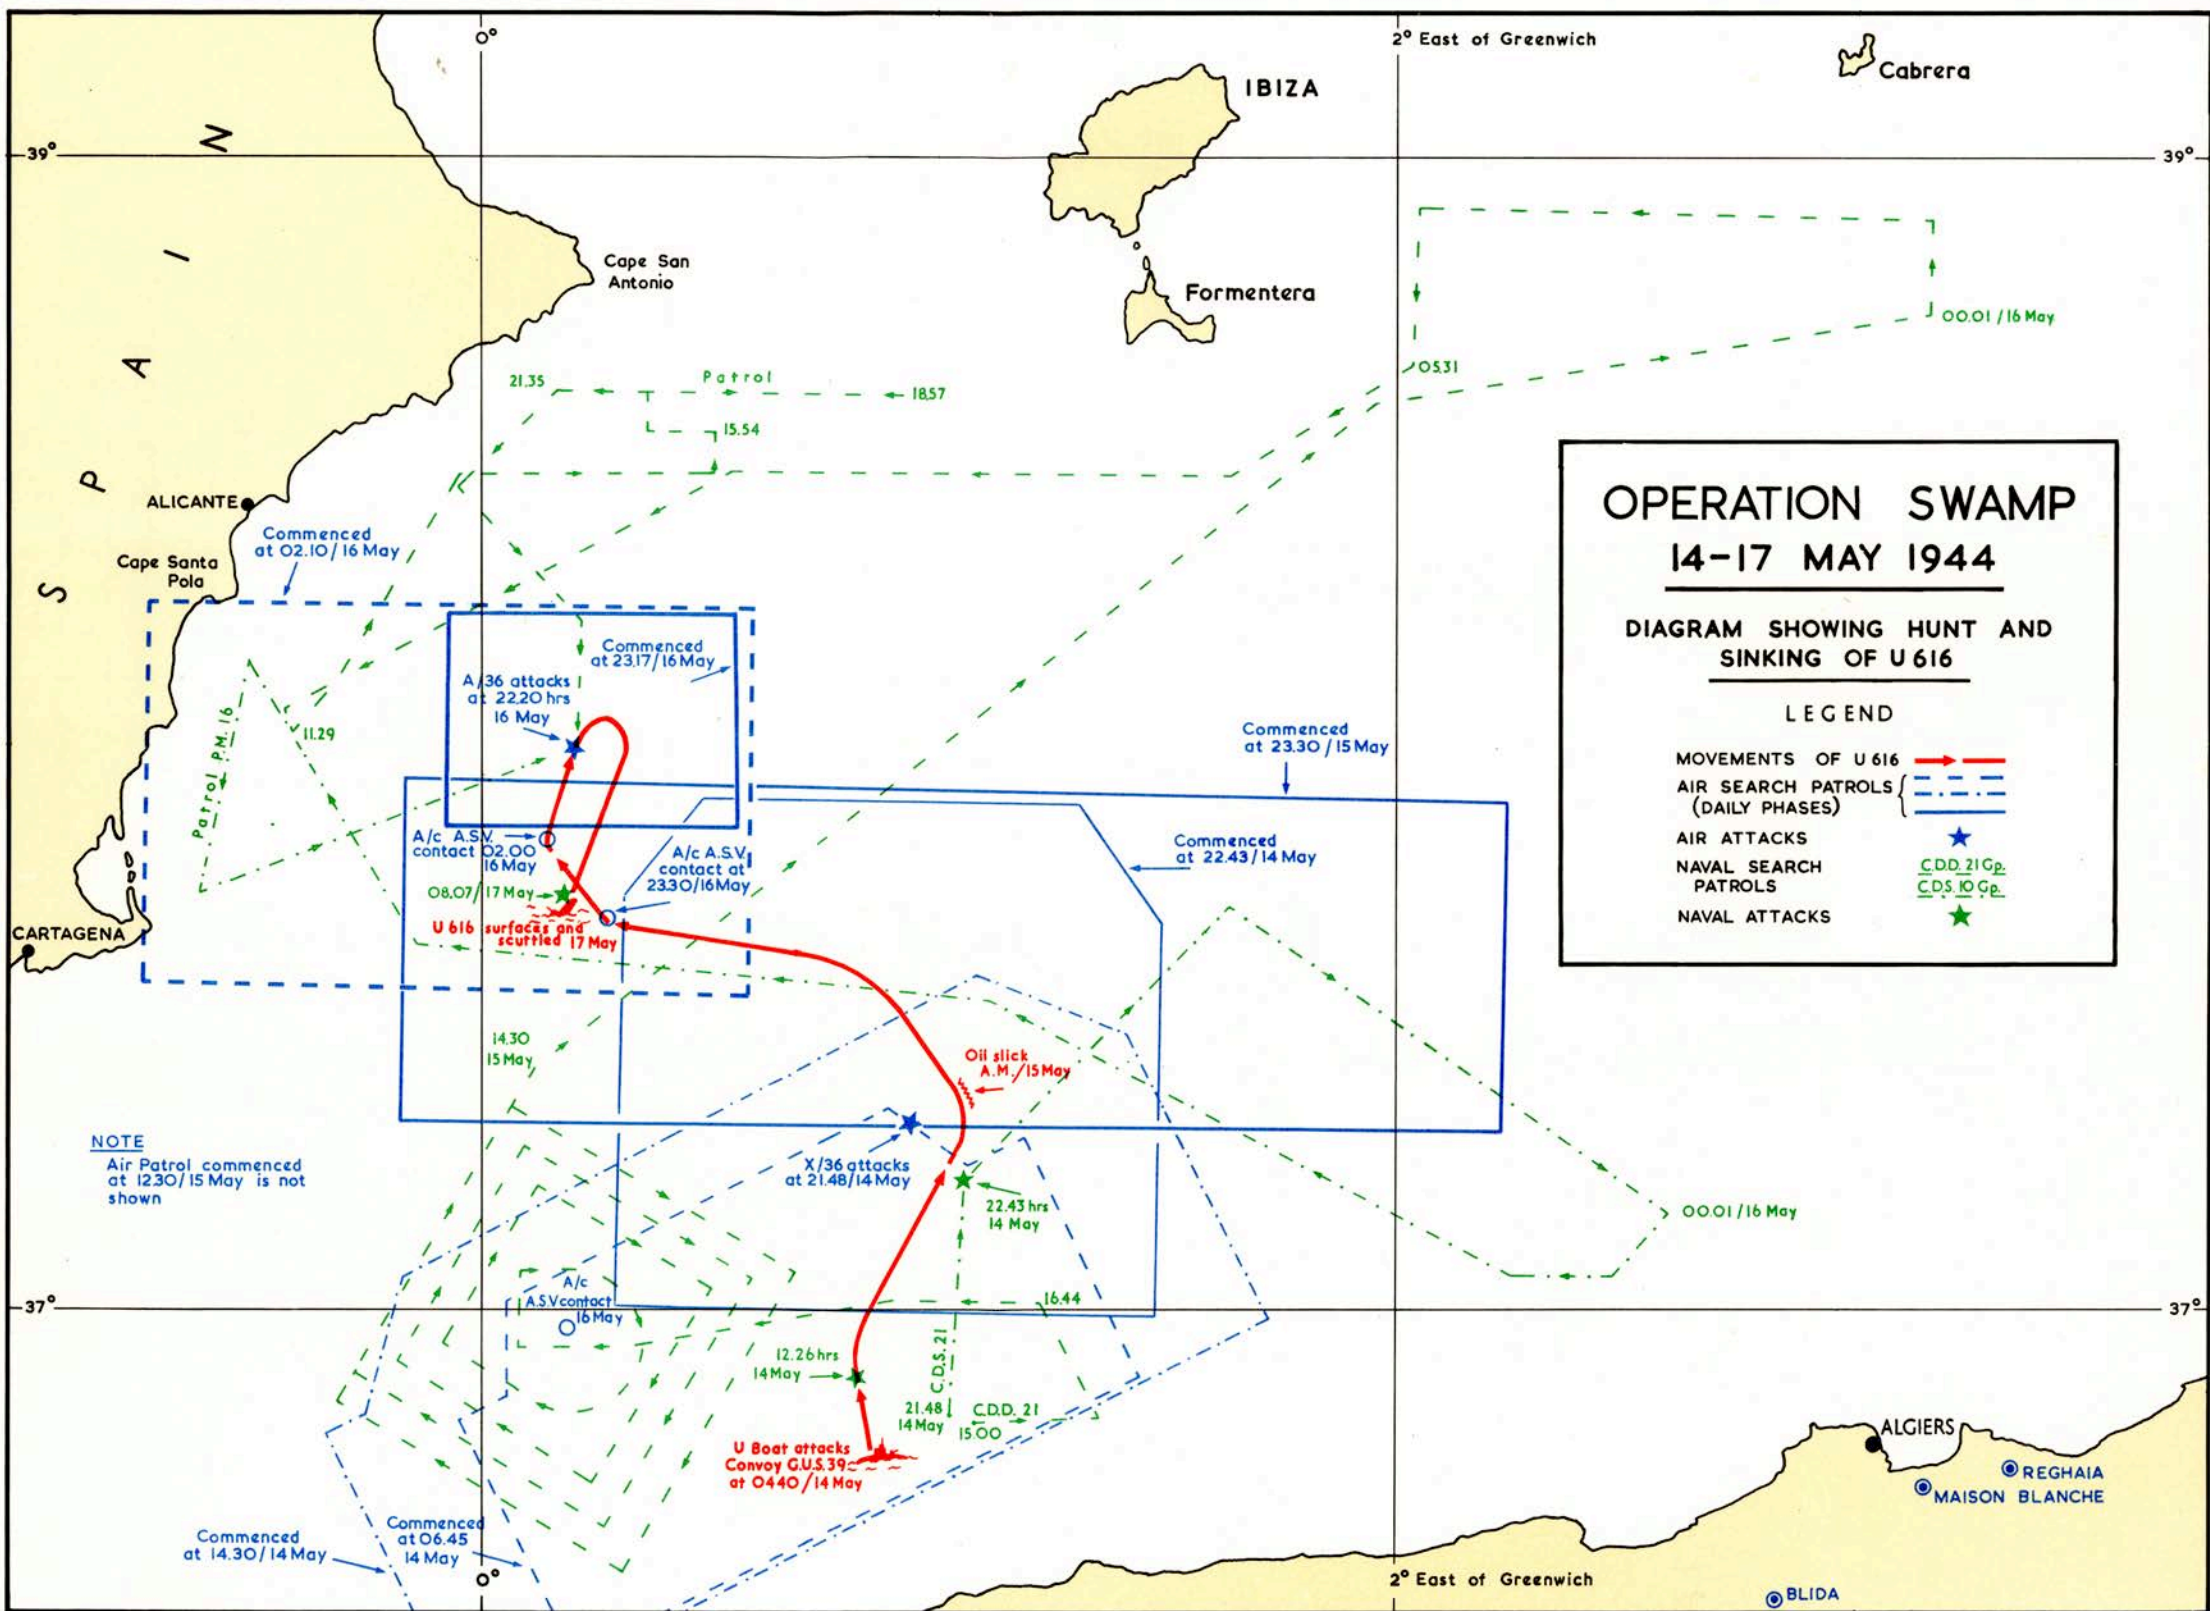 0°
2° East of Greenwich
Cabrera
IBIZA
39°
39°
SPAIN
Cape San
Antonio
Formentera
00.01 / 16 May
05.31
21.35
Patrol
18.57
15.54
ALICANTE
Commenced
at 02.10 / 16 May
Cape Santa
Pola
OPERATION SWAMP
14-17 MAY 1944
DIAGRAM SHOWING HUNT AND
SINKING OF U 616
LEGEND
MOVEMENTS OF U 616
AIR SEARCH PATROLS
(DAILY PHASES)
AIR ATTACKS
NAVAL SEARCH
PATROLS
C.D.D. 21 Gp.
C.D.S. 10 Gp.
NAVAL ATTACKS
Commenced
at 23.17 / 16 May
A/36 attacks
at 22.20 hrs
16 May
Patrol P.M. 16
11.29
Commenced
at 23.30 / 15 May
A/c A.S.V.
contact 02.00
16 May
A/c A.S.V.
contact at
23.30 / 16 May
Commenced
at 22.43 / 14 May
08.07 / 17 May
U 616 surfaces and
scuttled 17 May
CARTAGENA
14.30
15 May
Oil slick
A.M. / 15 May
NOTE
Air Patrol commenced
at 12.30 / 15 May is not
shown
X/36 attacks
at 21.48 / 14 May
22.43 hrs
14 May
00.01 / 16 May
A/c
A.S.V contact
16 May
16.44
37°
37°
12.26 hrs
14 May
C.D.S. 21
21.48
14 May
C.D.D. 21
15.00
U Boat attacks
Convoy G.U.S. 39
at 0440 / 14 May
ALGIERS
REGHAIA
MAISON BLANCHE
Commenced
at 14.30 / 14 May
Commenced
at 06.45
14 May
0°
2° East of Greenwich
BLIDA